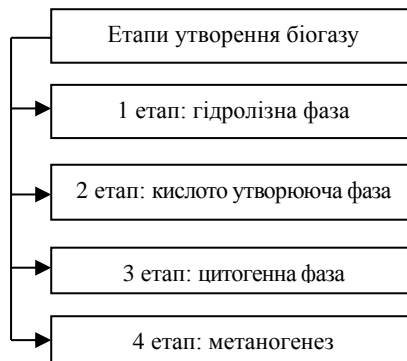 Етапи утворення біогазу
1 етап: гідролізна фаза
2 етап: кислото утворююча фаза
3 етап: цитогенна фаза
4 етап: метаногенез